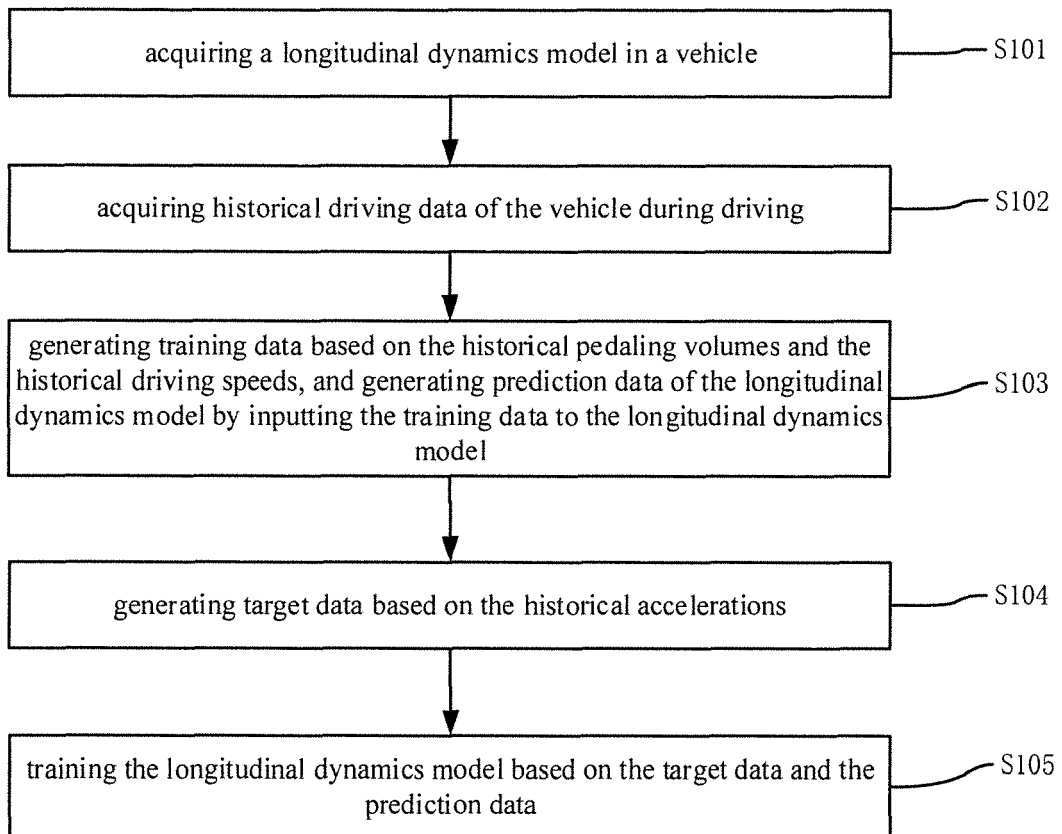 acquiring a longitudinal dynamics model in a vehicle
S101
acquiring historical driving data of the vehicle during driving
S102
generating training data based on the historical pedaling volumes and the
historical driving speeds, and generating prediction data of the longitudinal
dynamics model by inputting the training data to the longitudinal dynamics
model
S103
generating target data based on the historical accelerations
S104
training the longitudinal dynamics model based on the target data and the
prediction data
S105